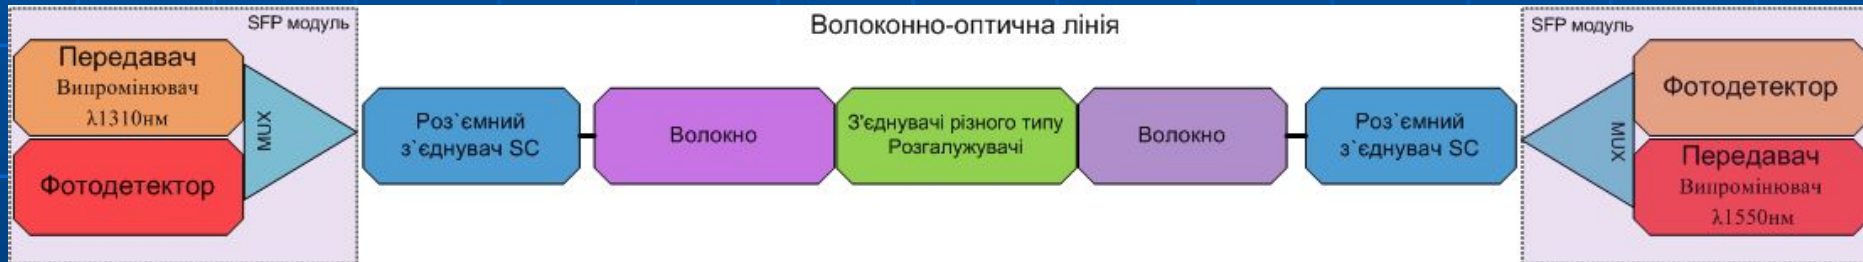 SFP модуль
Передавач
Випромінювач
λ1310нм
Фотодетектор
MUX
Волоконно-оптична лінія
Роз`ємний
з`єднувач SC
Волокно
З'єднувачі різного типу
Розгалужувачі
Волокно
Роз`ємний
з`єднувач SC
SFP модуль
MUX
Фотодетектор
Передавач
Випромінювач
λ1550нм